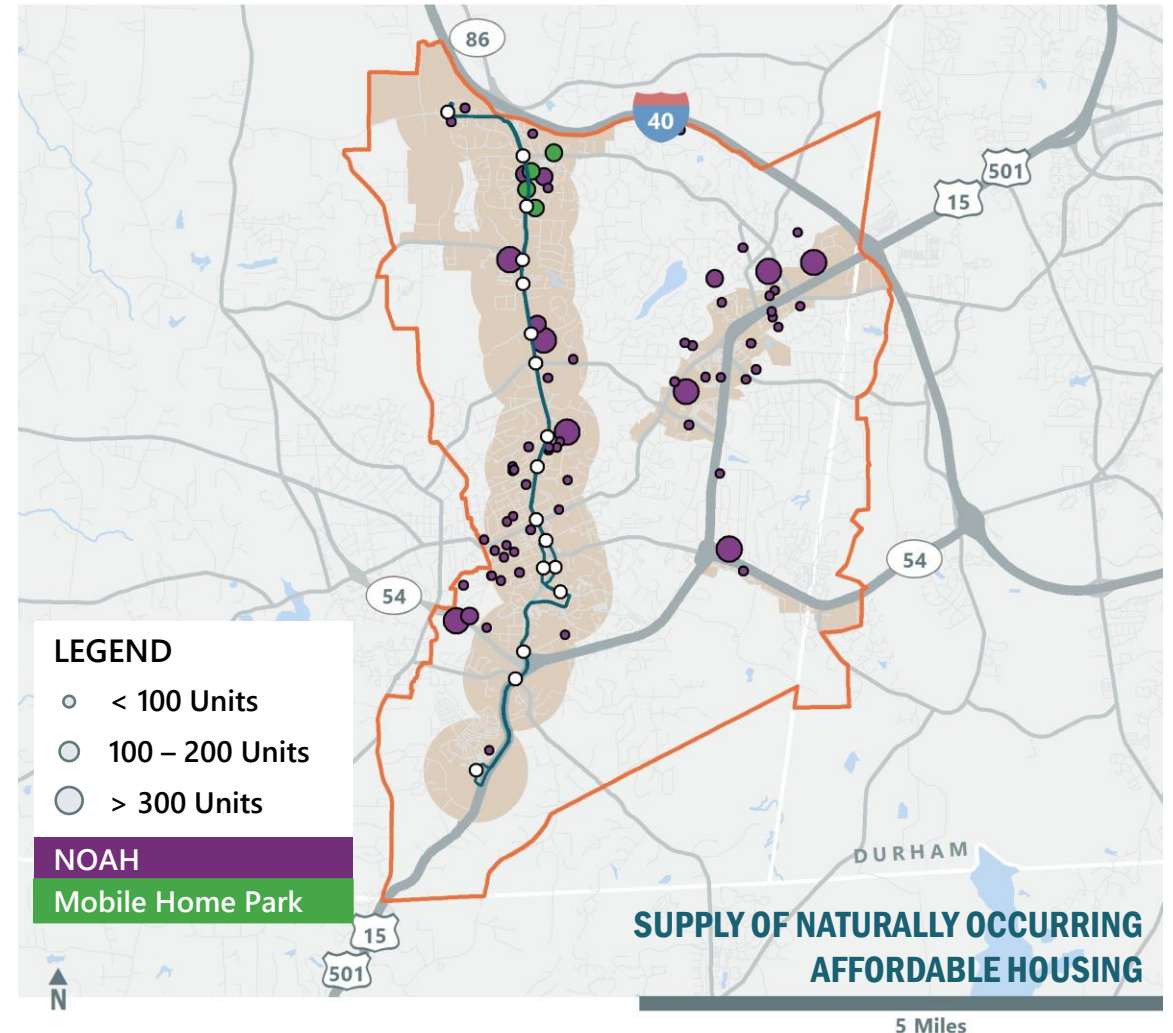 86
40
501
15
54
54
LEGEND
< 100 Units
100 – 200 Units
> 300 Units
NOAH
Mobile Home Park
DURHAM
15
501
SUPPLY OF NATURALLY OCCURRING
AFFORDABLE HOUSING
N
5 Miles